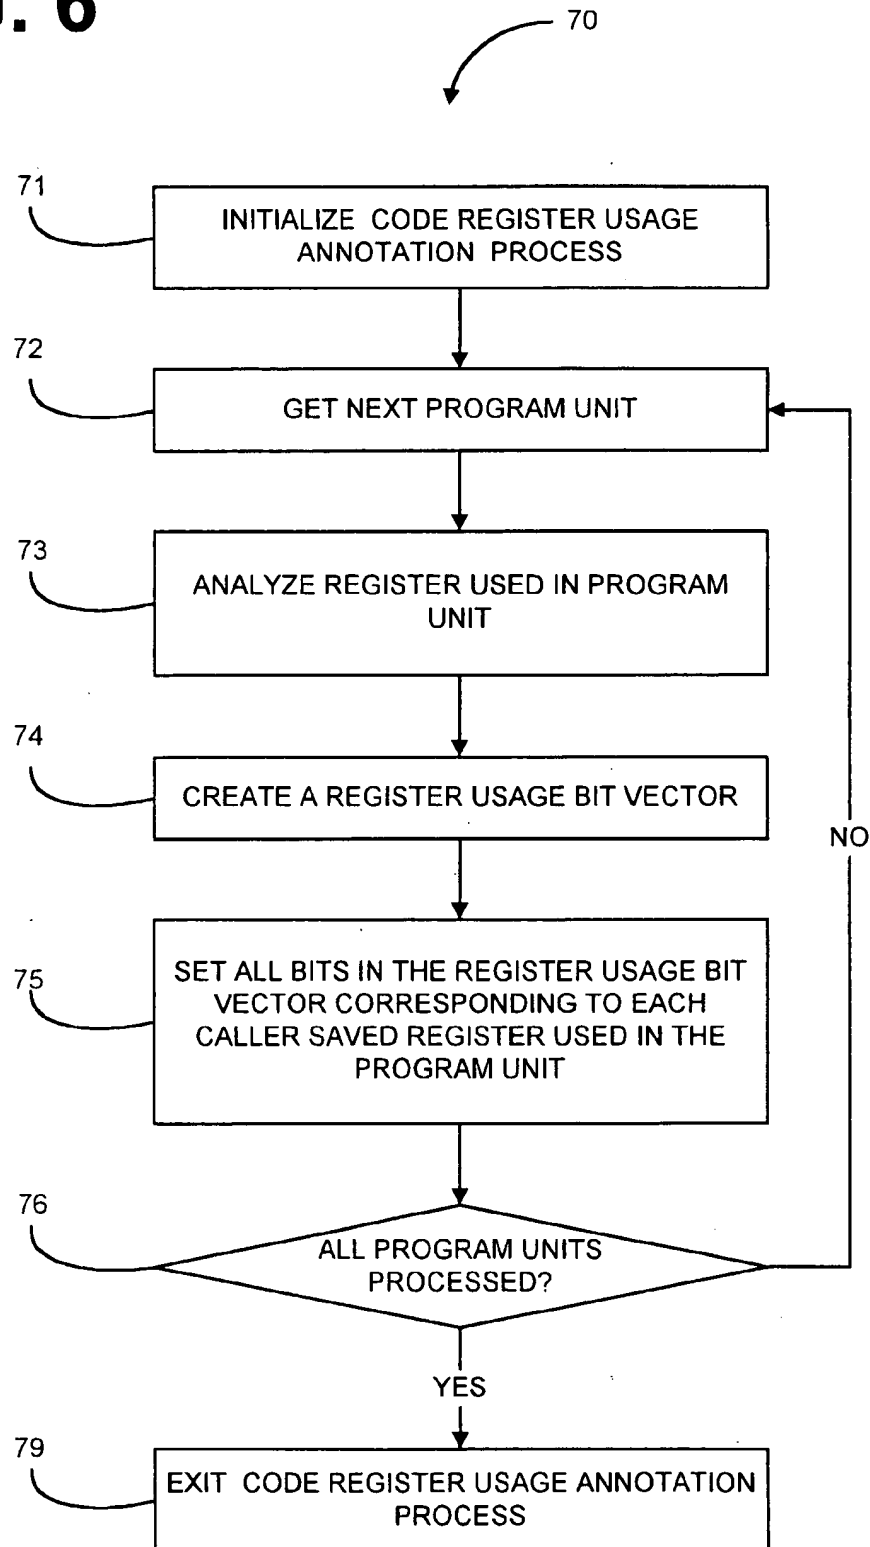 . 6
70
71
INITIALIZE CODE REGISTER USAGE
ANNOTATION PROCESS
72
GET NEXT PROGRAM UNIT
73
ANALYZE REGISTER USED IN PROGRAM
UNIT
74
CREATE A REGISTER USAGE BIT VECTOR
NO
75
SET ALL BITS IN THE REGISTER USAGE BIT
VECTOR CORRESPONDING TO EACH
CALLER SAVED REGISTER USED IN THE
PROGRAM UNIT
76
ALL PROGRAM UNITS
PROCESSED?
YES
79
EXIT CODE REGISTER USAGE ANNOTATION
PROCESS